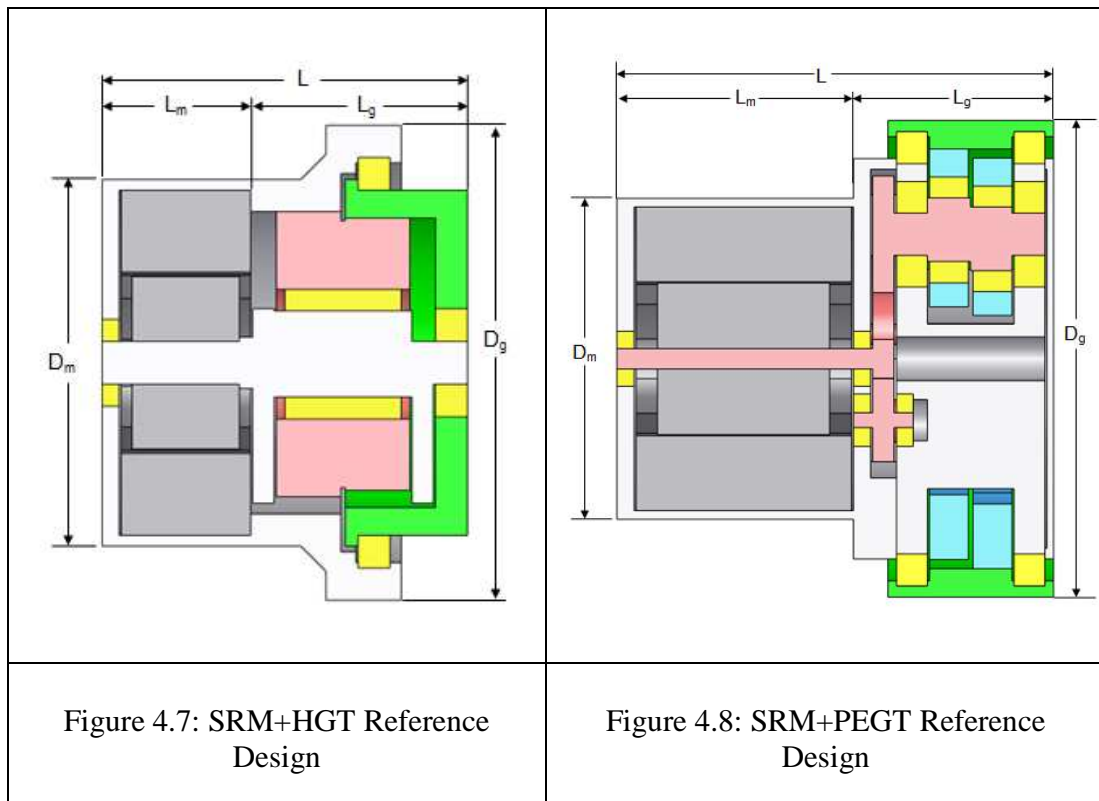 L
Lm
Lg
Dm
Dg
L
Lm
Lg
Dm
Dg
Figure 4.7: SRM+HGT Reference
Design
Figure 4.8: SRM+PEGT Reference
Design